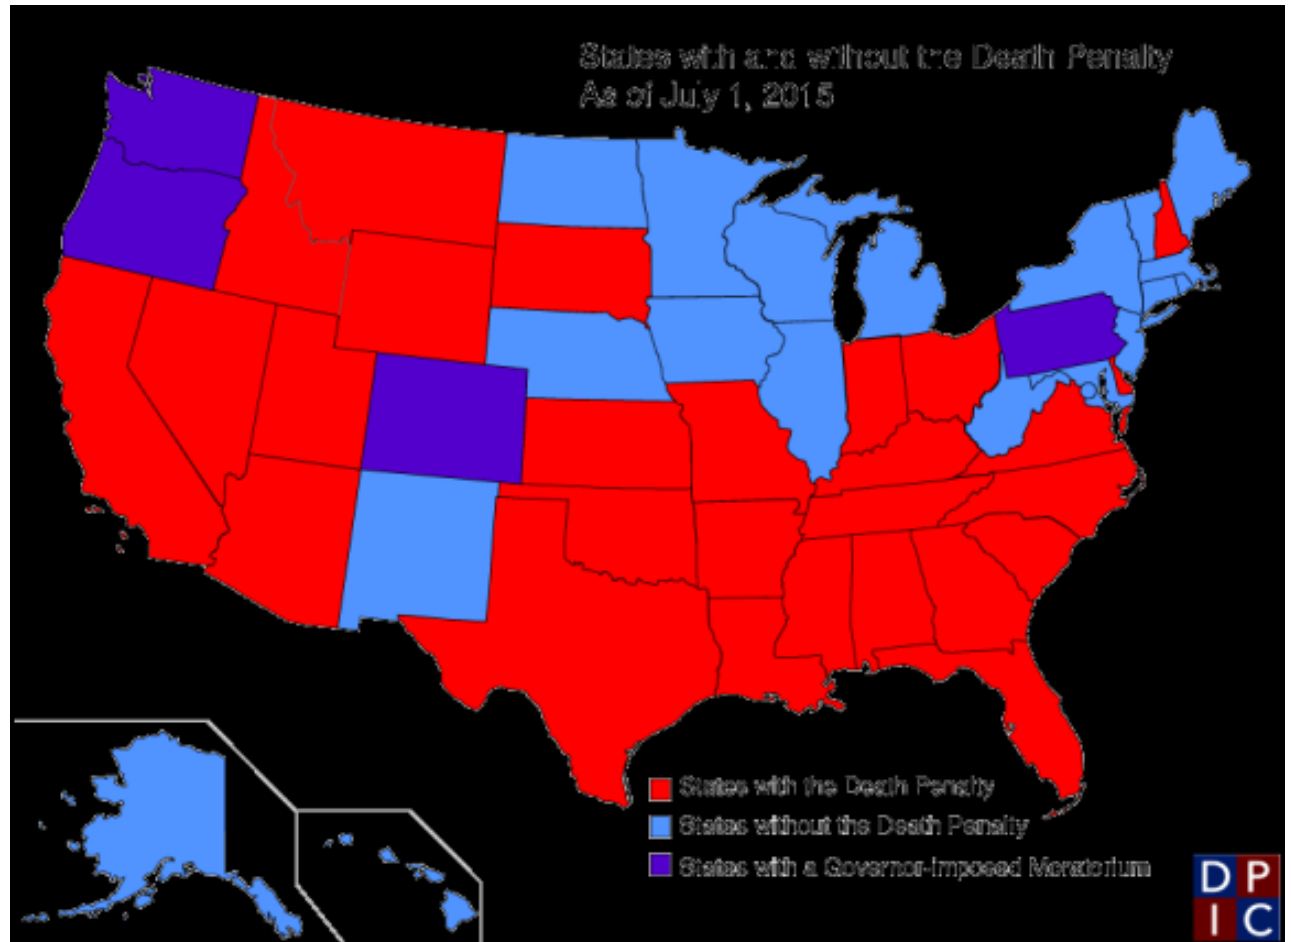 States with and without the Death Penalty
As of July 1, 2015
States with the Death Penalty
States without the Death Penalty
States with a Governor-Imposed Moratorium
D P
I C